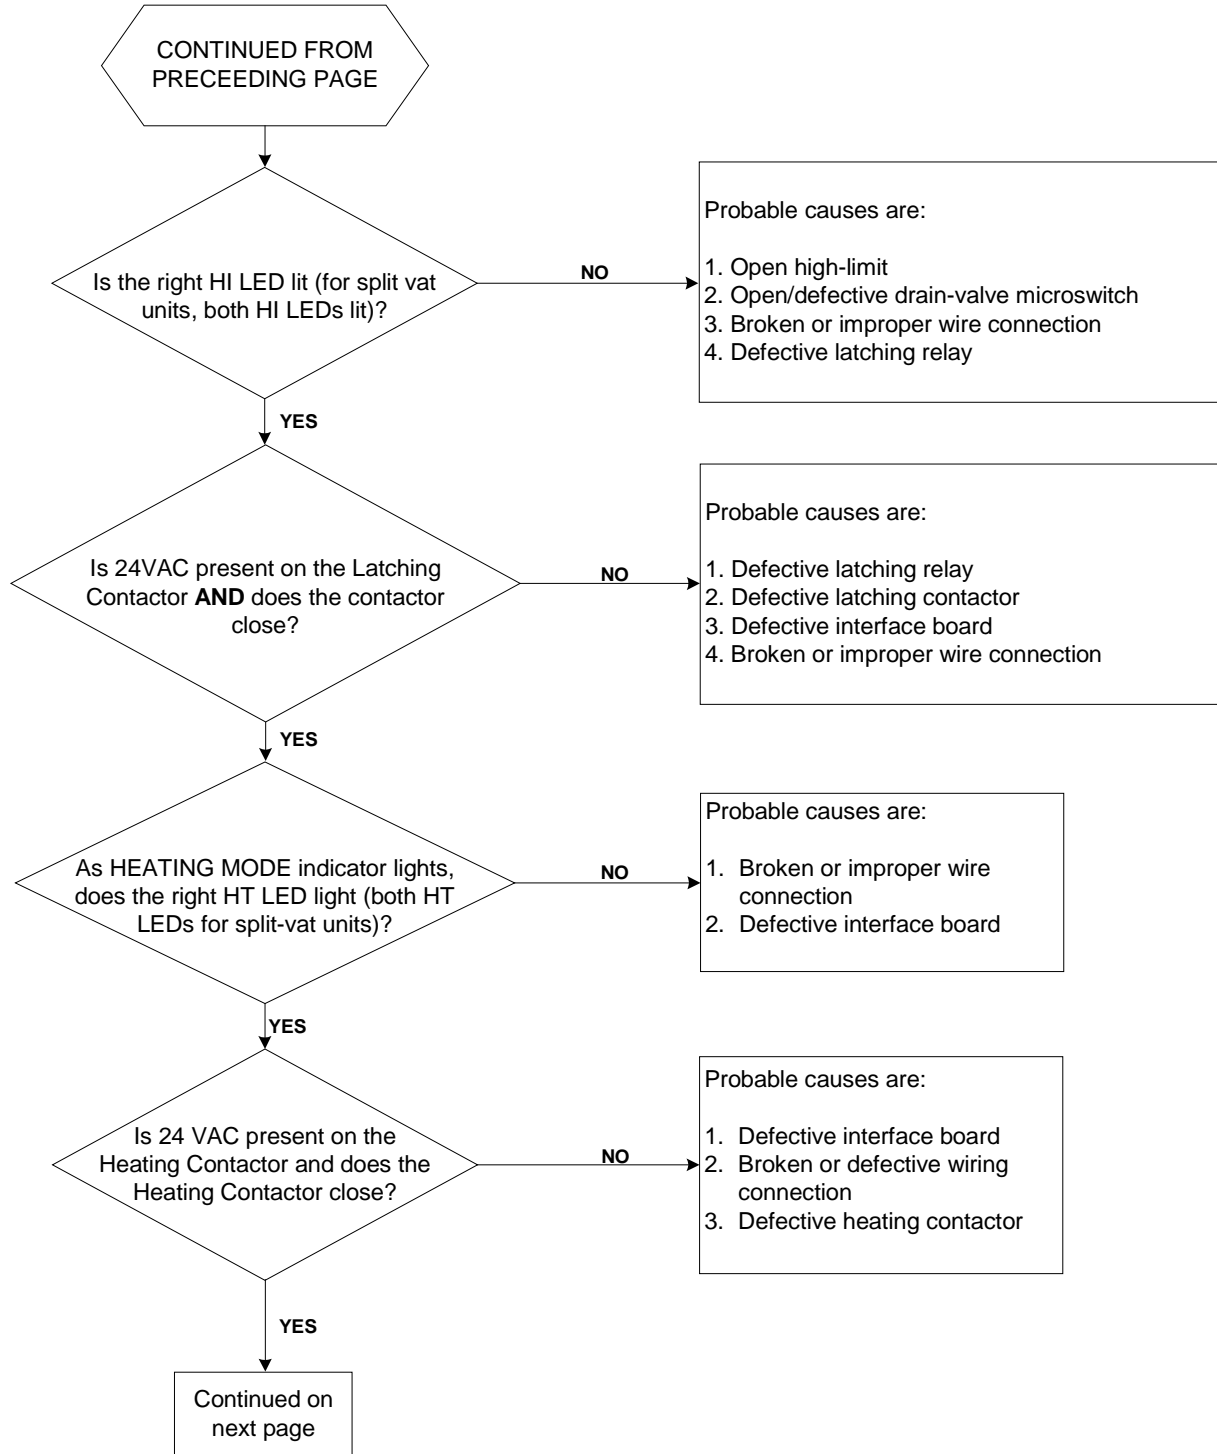 CONTINUED FROM
PRECEEDING PAGE
Is the right HI LED lit (for split vat
units, both HI LEDs lit)?
NO
Probable causes are:
1. Open high-limit
2. Open/defective drain-valve microswitch
3. Broken or improper wire connection
4. Defective latching relay
YES
Is 24VAC present on the Latching
Contactor AND does the contactor
close?
NO
Probable causes are:
1. Defective latching relay
2. Defective latching contactor
3. Defective interface board
4. Broken or improper wire connection
YES
As HEATING MODE indicator lights,
does the right HT LED light (both HT
LEDs for split-vat units)?
NO
Probable causes are:
1. Broken or improper wire
connection
2. Defective interface board
YES
Is 24 VAC present on the
Heating Contactor and does the
Heating Contactor close?
NO
Probable causes are:
1. Defective interface board
2. Broken or defective wiring
connection
3. Defective heating contactor
YES
Continued on
next page